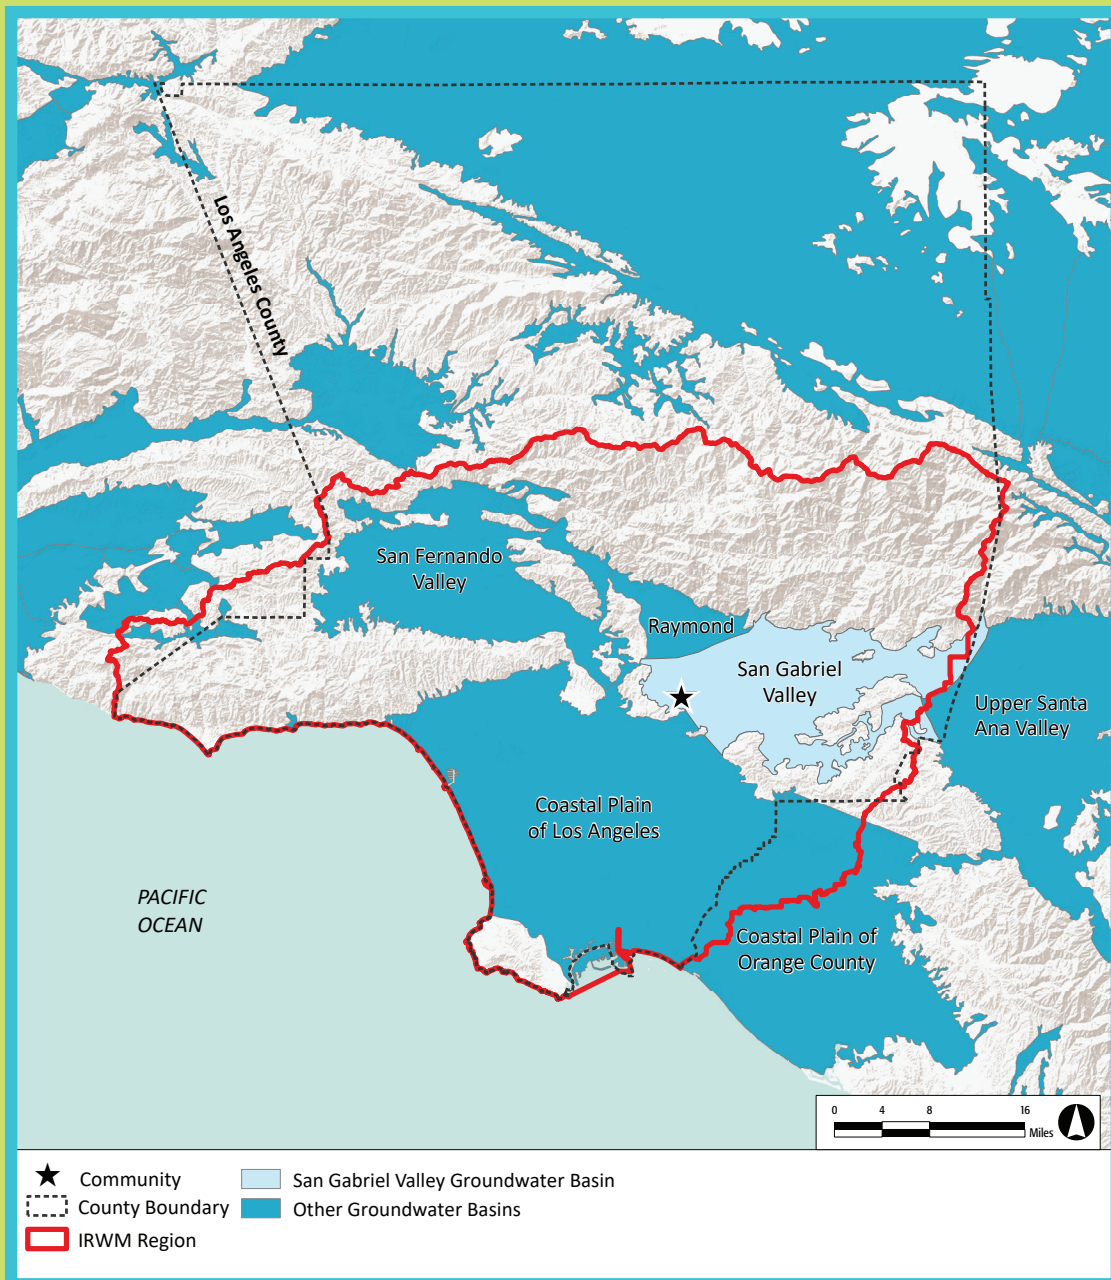 Los Angeles County
San Fernando
Valley
Raymond
San Gabriel
Valley
Upper Santa
Ana Valley
Coastal Plain
of Los Angeles
PACIFIC
OCEAN
Coastal Plain of
Orange County
0 4 8 16
Miles
Community
County Boundary
IRWM Region
San Gabriel Valley Groundwater Basin
Other Groundwater Basins